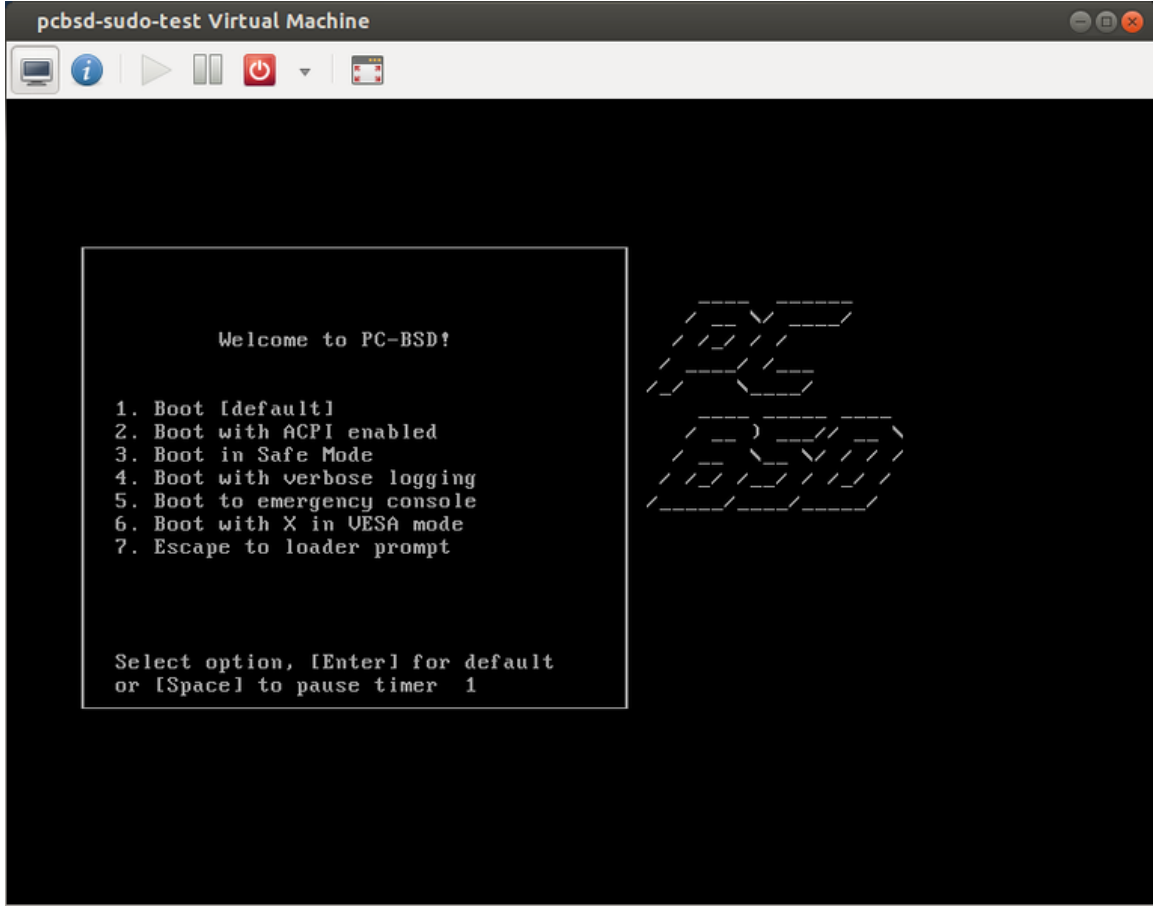 pcbsd-sudo-test Virtual Machine
Welcome to PC-BSD!
1. Boot [default]
2. Boot with ACPI enabled
3. Boot in Safe Mode
4. Boot with verbose logging
5. Boot to emergency console
6. Boot with X in VESA mode
7. Escape to loader prompt
Select option, [Enter] for default
or [Space] to pause timer 1
PC
BSD